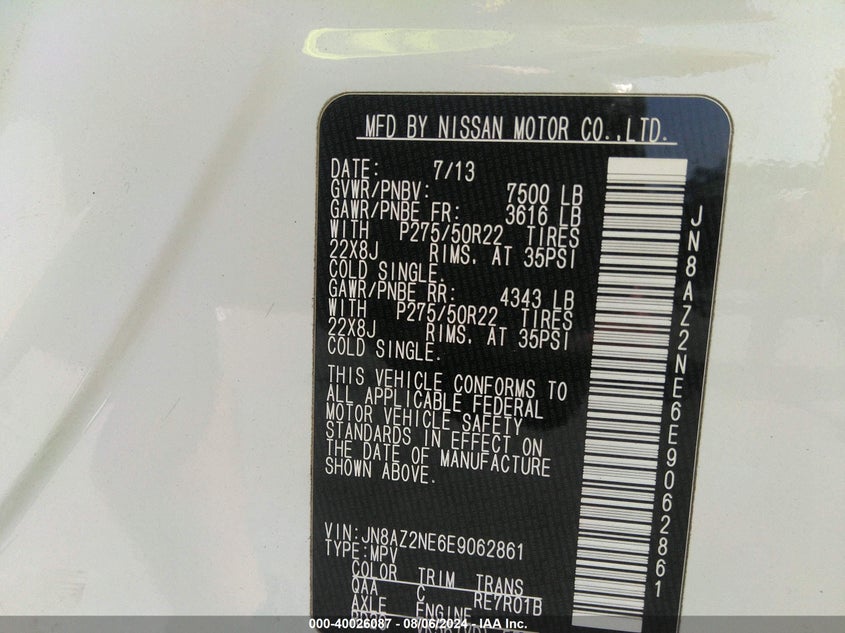 MFD BY NISSAN MOTOR CO.,LTD.
DATE: 7/13
GVWR/PNBV: 7500 LB
GAWR/PNBE FR: 3616 LB
WITH P275/50R22 TIRES
22X8J RIMS. AT 35PSI
COLD SINGLE.
GAWR/PNBE RR: 4343 LB
WITH P275/50R22 TIRES
22X8J RIMS. AT 35PSI
COLD SINGLE.
THIS VEHICLE CONFORMS TO
ALL APPLICABLE FEDERAL
MOTOR VEHICLE SAFETY
STANDARDS IN EFFECT ON
THE DATE OF MANUFACTURE
SHOWN ABOVE.
VIN:JN8AZ2NE6E9062861
TYPE:MPV
COLOR TRIM TRANS
QAA C RE7R01B
AXLE ENGINE
JN8AZ2NE6E9062861
000-40026087 - 08/06/2024 - IAA Inc.